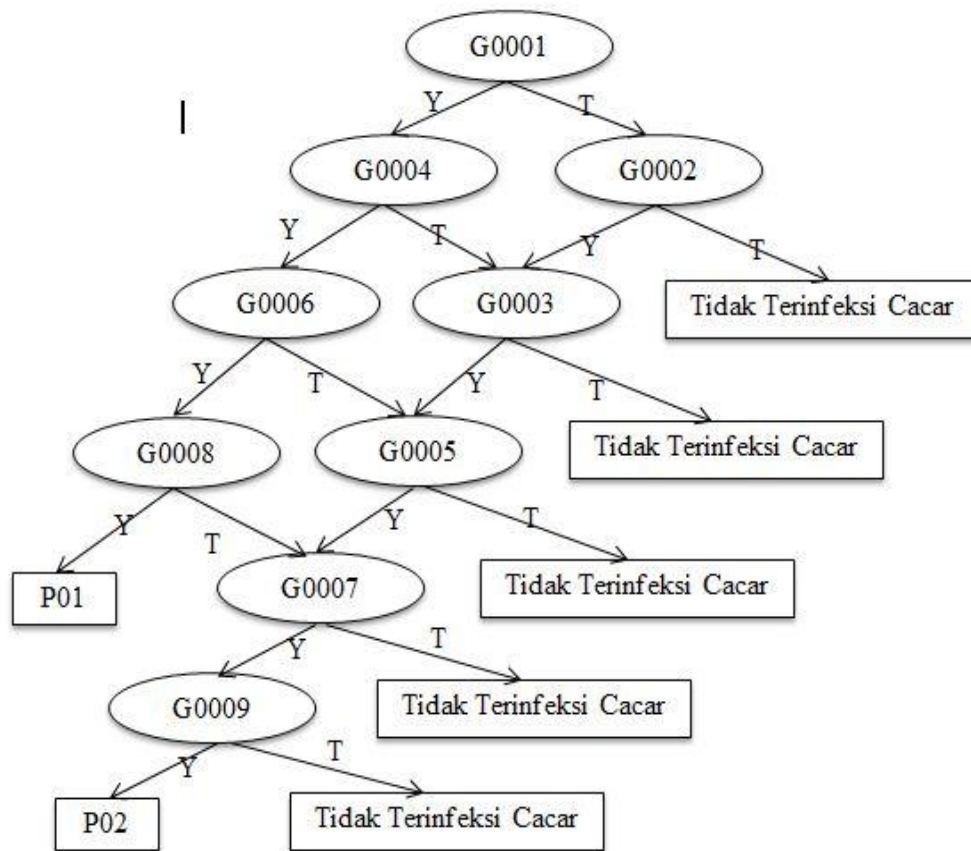 G0001
Y
T
G0004
G0002
Y
T
Y
T
G0006
G0003
Tidak Terinfeksi Cacar
Y
T
Y
T
G0008
G0005
Tidak Terinfeksi Cacar
Y
T
Y
T
P01
G0007
Tidak Terinfeksi Cacar
Y
T
G0009
Tidak Terinfeksi Cacar
Y
T
P02
Tidak Terinfeksi Cacar